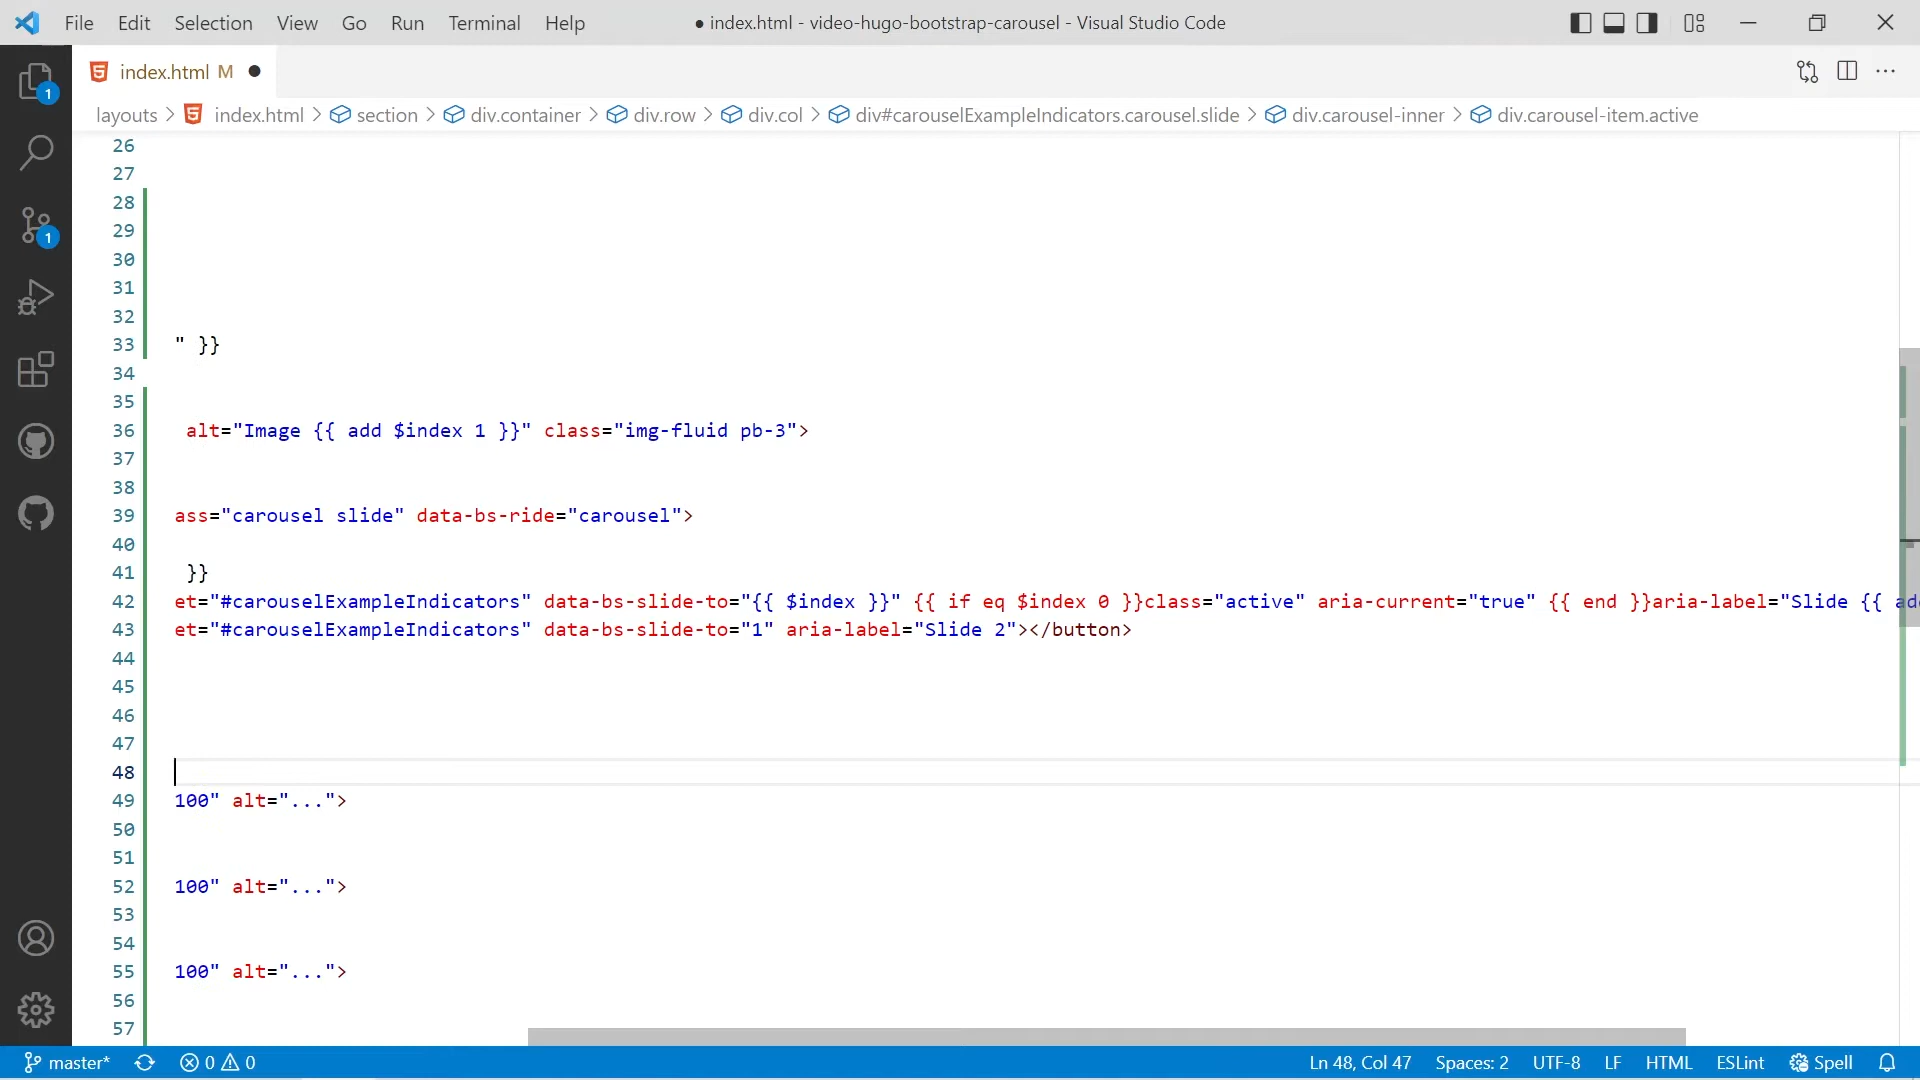 File Edit Selection View Go Run Terminal Help ● index.html - video-hugo-bootstrap-carousel - Visual Studio Code
index.html M ●
layouts > index.html > section > div.container > div.row > div.col > div#carouselExampleIndicators.carousel.slide > div.carousel-inner > div.carousel-item.active
1
1
26
27
28
29
30
31
32
33 " }}
34
35
36 alt="Image {{ add $index 1 }}" class="img-fluid pb-3">
37
38
39 ass="carousel slide" data-bs-ride="carousel">
40
41 }}
42 et="#carouselExampleIndicators" data-bs-slide-to="{{ $index }}" {{ if eq $index 0 }}class="active" aria-current="true" {{ end }}aria-label="Slide {{ ad
43 et="#carouselExampleIndicators" data-bs-slide-to="1" aria-label="Slide 2"></button>
44
45
46
47
48
49 100" alt="...">
50
51
52 100" alt="...">
53
54
55 100" alt="...">
56
57
master* 0 0 Ln 48, Col 47 Spaces: 2 UTF-8 LF HTML ESLint Spell